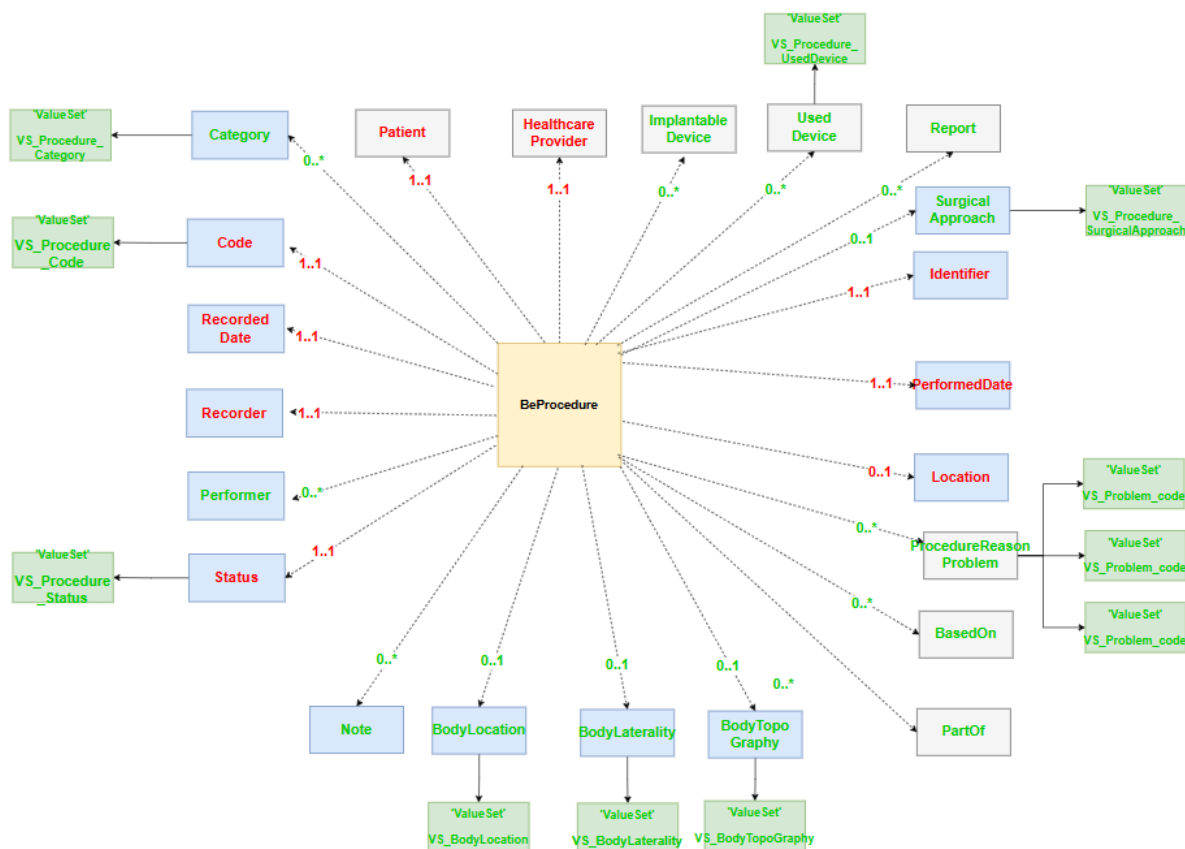 'ValueSet'
VS_Procedure_
UsedDevice
'ValueSet'
VS_Procedure_
Category
Category
0..*
Patient
1..1
Healthcare
Provider
1..1
Implantable
Device
0..*
Used
Device
0..*
Report
0..*
Surgical
Approach
0..1
'ValueSet'
VS_Procedure_
SurgicalApproach
'ValueSet'
VS_Procedure
_Code
Code
1..1
Identifier
1..1
Recorded
Date
1..1
BeProcedure
PerformedDate
1..1
Recorder
1..1
Location
0..1
Performer
0..*
'ValueSet'
VS_Problem_code
ProcedureReason
Problem
0..*
'ValueSet'
VS_Problem_code
'ValueSet'
VS_Problem_code
'ValueSet'
VS_Procedure
_Status
Status
1..1
BasedOn
0..*
0..*
0..1
0..1
0..1
0..*
Note
BodyLocation
BodyLaterality
BodyTopo
Graphy
PartOf
'ValueSet'
VS_BodyLocation
'ValueSet'
VS_BodyLaterality
'ValueSet'
VS_BodyTopoGraphy